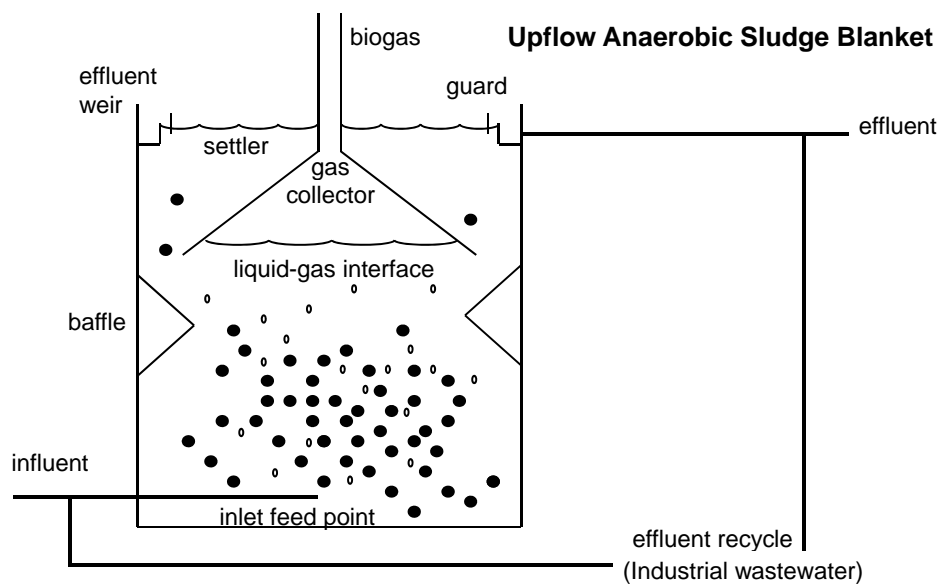 biogas
Upflow Anaerobic Sludge Blanket
effluent
weir
guard
effluent
settler
gas
collector
liquid-gas interface
baffle
influent
inlet feed point
effluent recycle
(Industrial wastewater)